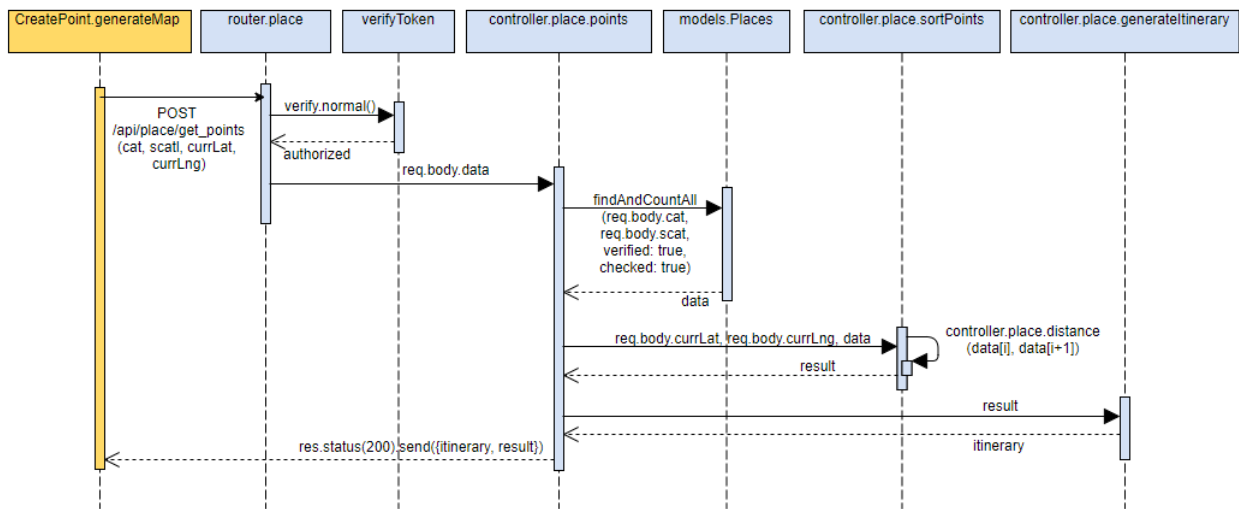 CreatePoint.generateMap
router.place
verifyToken
controller.place.points
models.Places
controller.place.sortPoints
controller.place.generateItinerary
POST
/api/place/get_points
(cat, scatl, currLat,
currLng)
verify.normal()
authorized
req.body.data
findAndCountAll
(req.body.cat,
req.body.scat,
verified: true,
checked: true)
data
req.body.currLat, req.body.currLng, data
controller.place.distance
(data[i], data[i+1])
result
result
itinerary
res.status(200).send({itinerary, result})